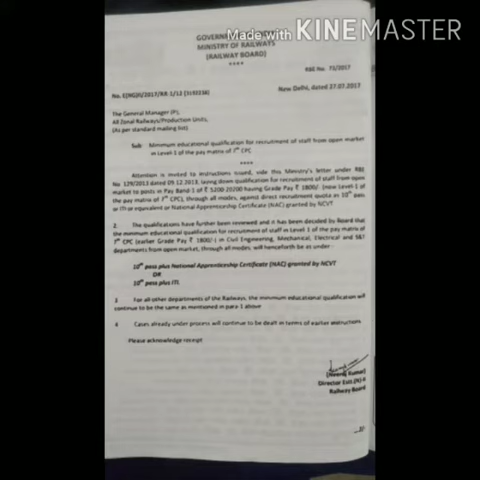 Made with KINEMASTER
GOVERN
MINISTRY OF RAILWAYS
(RAILWAY BOARD)
****
RBE No. 75/2017
No. E(NG)II/2017/RR-1/12
New Delhi, dated 27.07.2017
The General Manager (P),
All Zonal Railways/Production Units,
(As per standard mailing list)
Sub: Minimum educational qualification for recruitment of staff from open market
in Level 1 of the pay matrix of 7th CPC
****
Attention is invited to instructions issued, vide this Ministry's letter under RBE
No. 129/2013 dated 09.12.2013, laying down qualification for recruitment of staff from open
market to posts in Pay Band-1 of ₹ 5200-20200 having Grade Pay ₹ 1800/- (now Level 1 of
the pay matrix of 7th CPC), through all modes, against direct recruitment quota as 10th pass
or ITI or equivalent or National Apprenticeship Certificate (NAC) granted by NCVT
2. The qualifications have further been reviewed and it has been decided by Board that
the minimum educational qualification for recruitment of staff in Level 1 of the pay matrix of
7th CPC (earlier Grade Pay ₹ 1800/-) in Civil Engineering, Mechanical, Electrical and S&T
departments from open market, through all modes, will henceforth be as under
10th pass plus National Apprenticeship Certificate (NAC) granted by NCVT
OR
10th pass plus ITI.
3 For all other departments of the Railways, the minimum educational qualification will
continue to be the same as mentioned in para 1 above
4 Cases already under process will continue to be dealt in terms of earlier instructions
Please acknowledge receipt
(Neeraj Kumar)
Director Estt.(N)-II
Railway Board